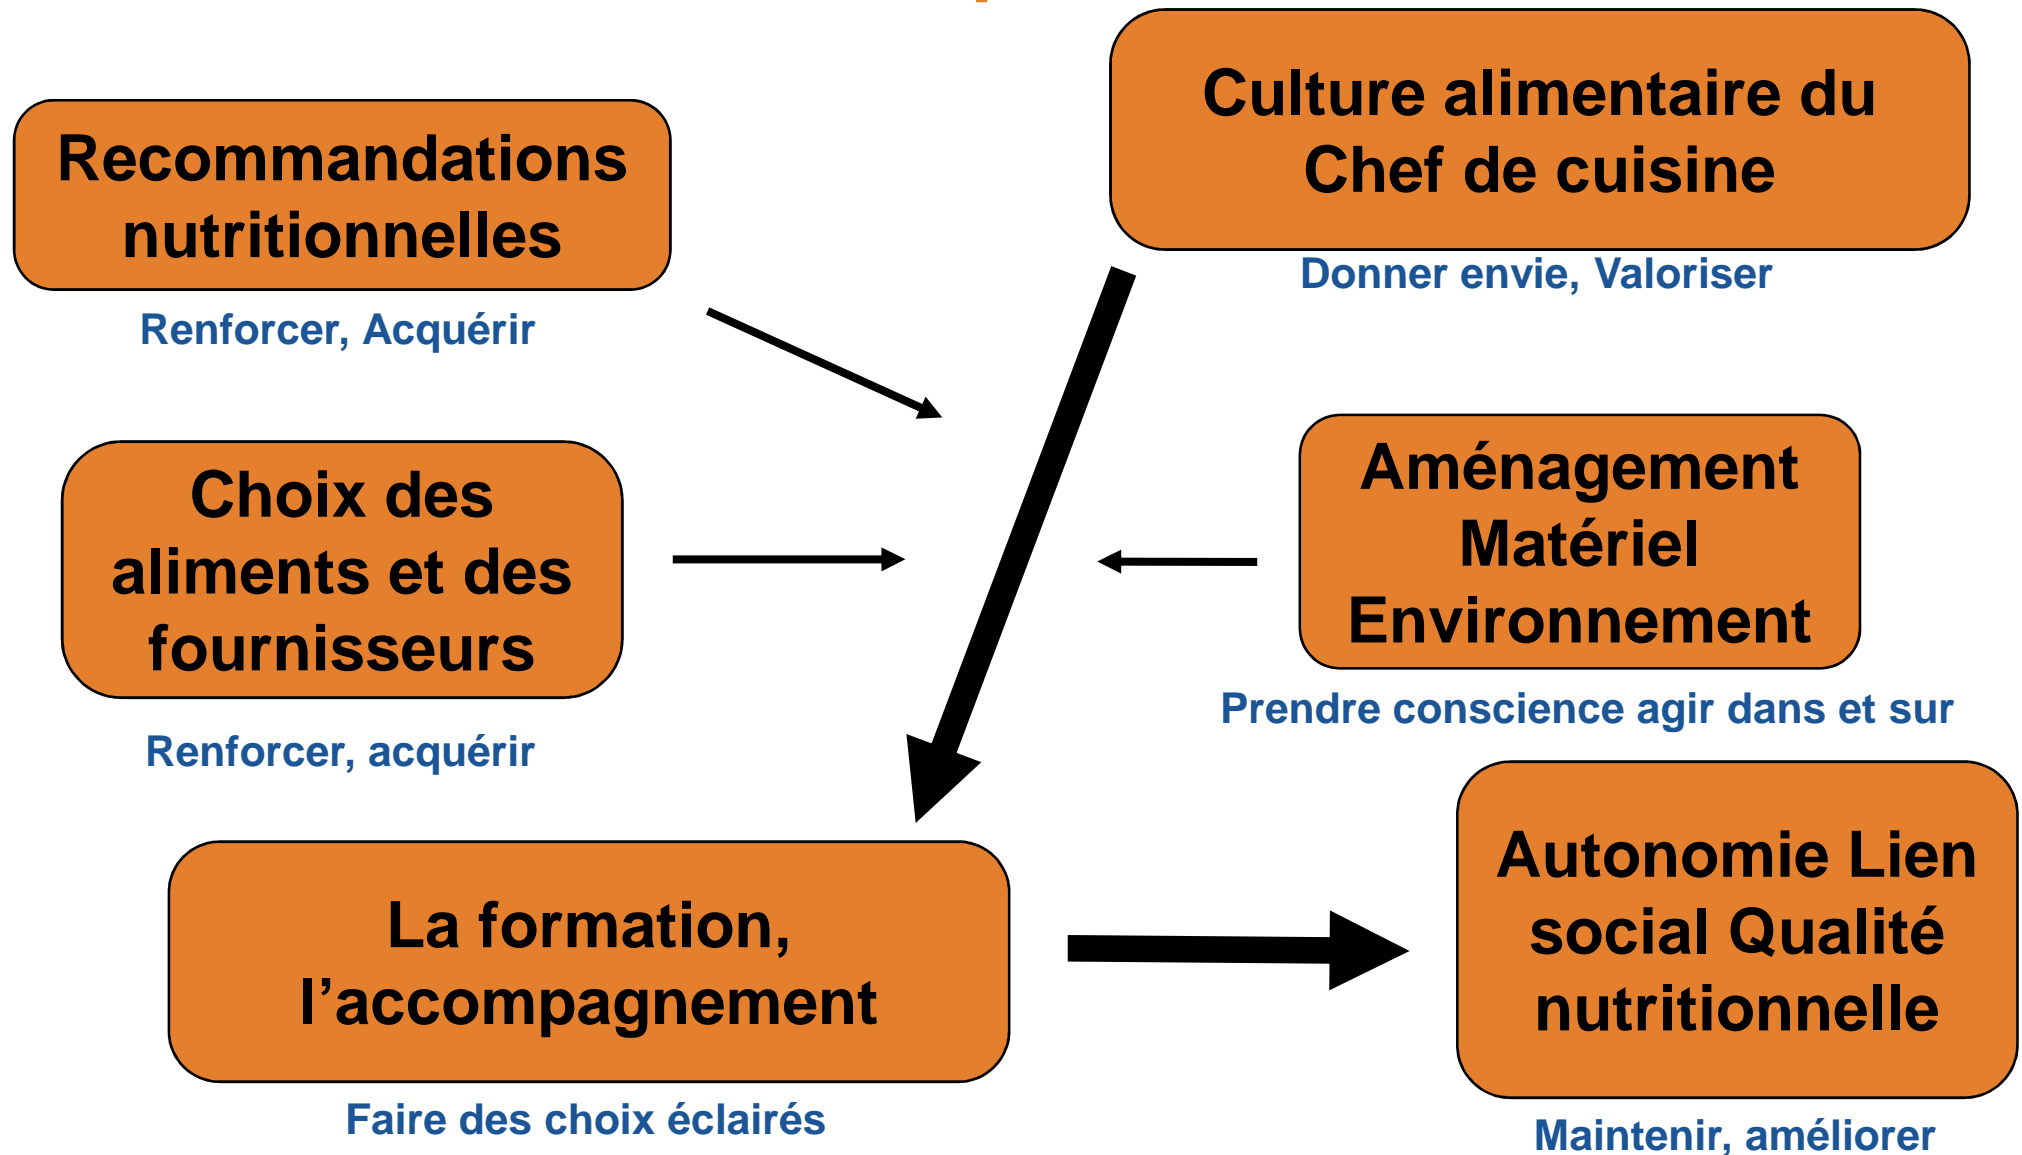 Culture alimentaire du
Chef de cuisine
Donner envie, Valoriser
Recommandations
nutritionnelles
Renforcer, Acquérir
Choix des
aliments et des
fournisseurs
Renforcer, acquérir
Aménagement
Matériel
Environnement
Prendre conscience agir dans et sur
La formation,
l’accompagnement
Faire des choix éclairés
Autonomie Lien
social Qualité
nutritionnelle
Maintenir, améliorer